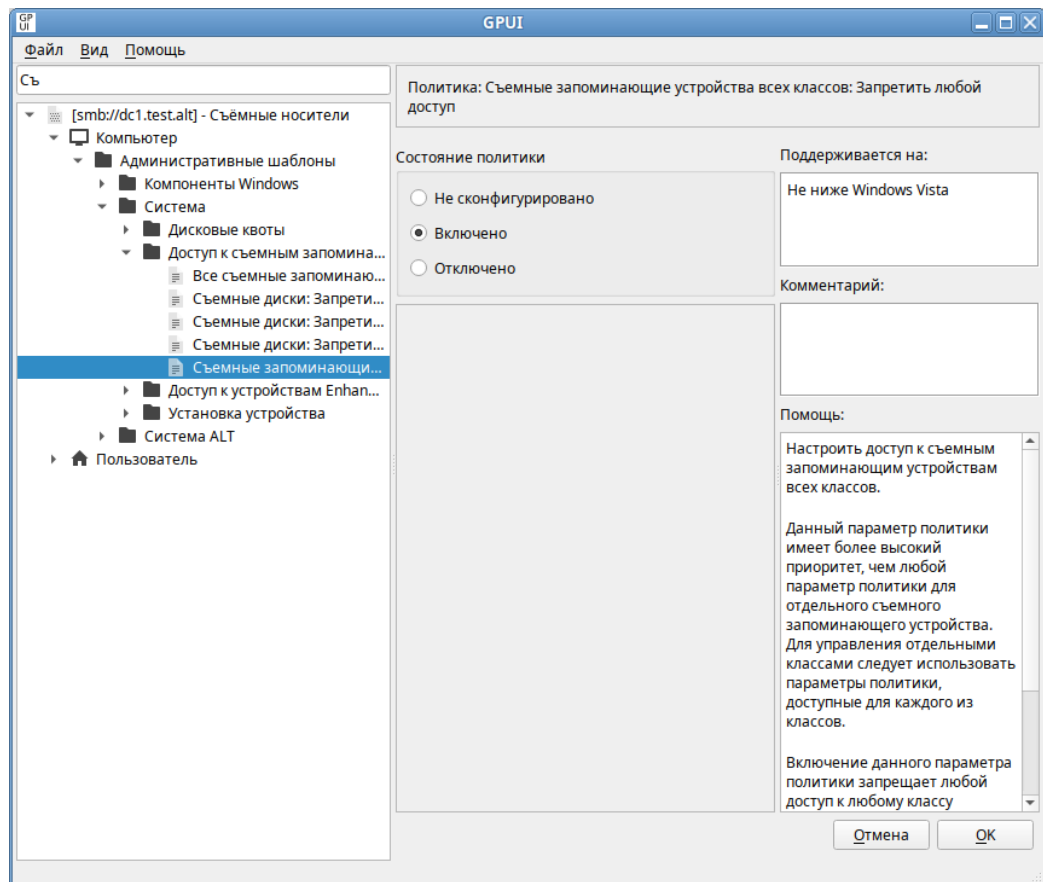 GP
UI
GPUI
Файл Вид Помощь
Съ
[smb://dc1.test.alt] - Съёмные носители
Компьютер
Административные шаблоны
Компоненты Windows
Система
Дисковые квоты
Доступ к съемным запомина...
Все съемные запоминаю...
Съемные диски: Запрети...
Съемные диски: Запрети...
Съемные диски: Запрети...
Съемные запоминающи...
Доступ к устройствам Enhan...
Установка устройства
Система ALT
Пользователь
Политика: Съемные запоминающие устройства всех классов: Запретить любой
доступ
Состояние политики
Не сконфигурировано
Включено
Отключено
Поддерживается на:
Не ниже Windows Vista
Комментарий:
Помощь:
Настроить доступ к съемным
запоминающим устройствам
всех классов.
Данный параметр политики
имеет более высокий
приоритет, чем любой
параметр политики для
отдельного съемного
запоминающего устройства.
Для управления отдельными
классами следует использовать
параметры политики,
доступные для каждого из
классов.
Включение данного параметра
политики запрещает любой
доступ к любому классу
Отмена
OK